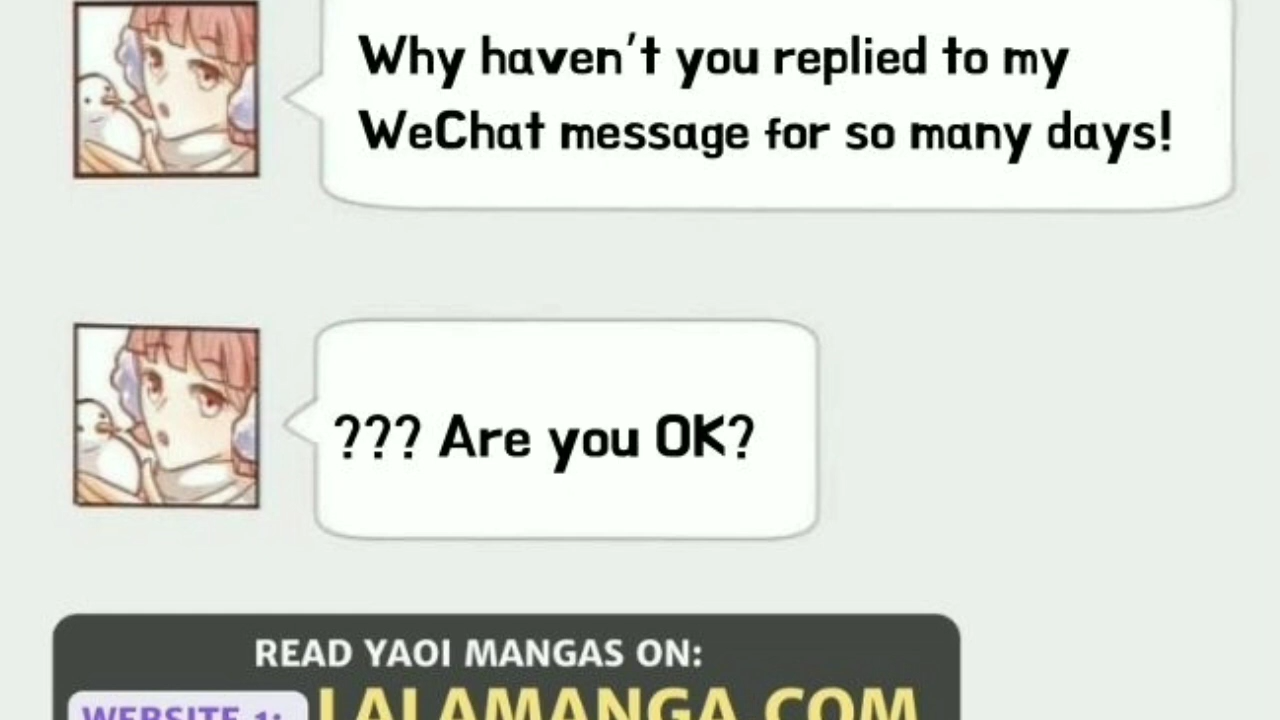 Why haven't you replied to my
WeChat message for so many days!
??? Are you OK?
READ YAOI MANGAS ON:
WEBSITE 1: LALAMANGA.COM